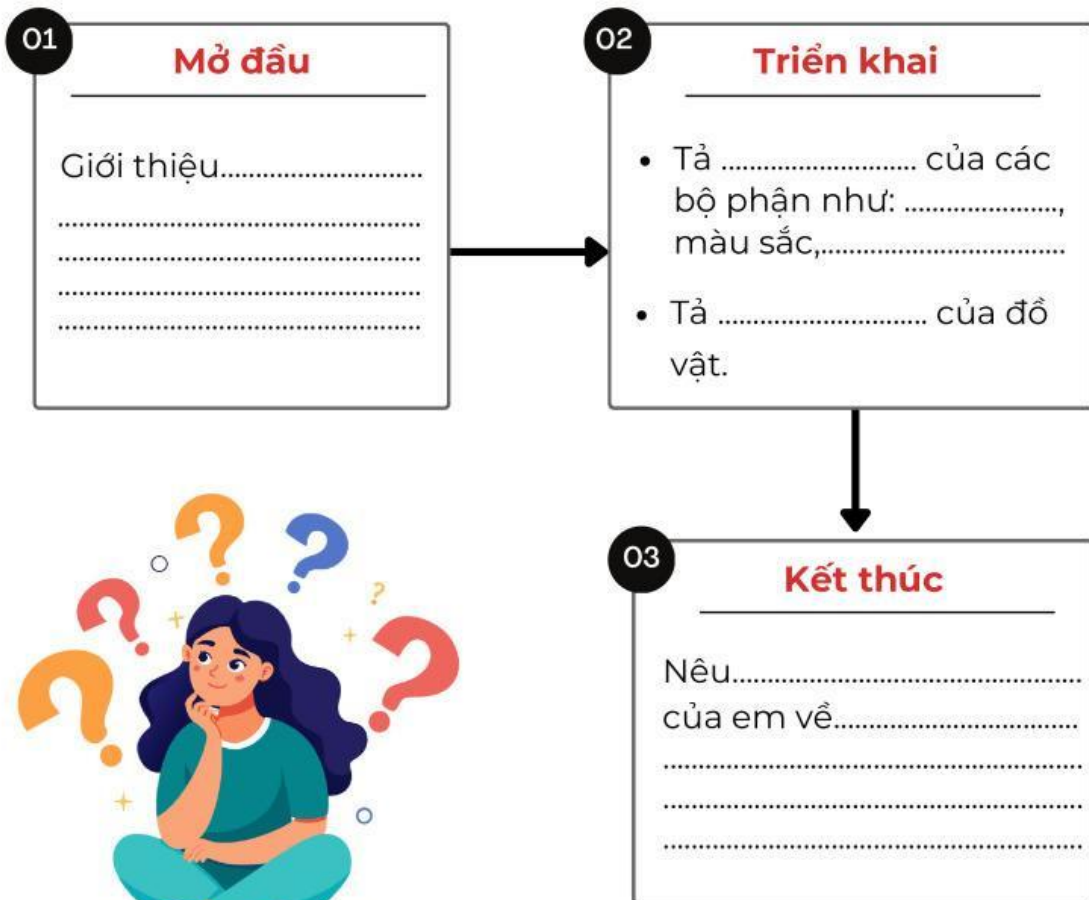 01
Mở đầu
Giới thiệu.............................
....................................................
....................................................
....................................................
....................................................
02
Triển khai
• Tả ............................ của các
bộ phận như: ......................,
màu sắc,...................................
• Tả .............................. của đồ
vật.
03
Kết thúc
Nêu..................................................
của em về...................................
............................................................
............................................................
............................................................